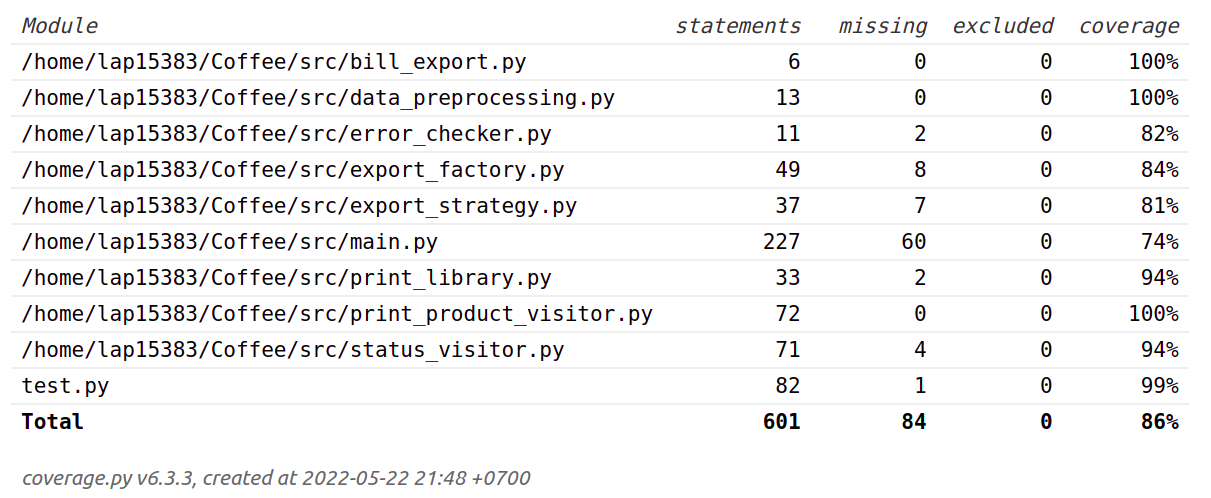 Module statements missing excluded coverage
/home/lap15383/Coffee/src/bill_export.py 6 0 0 100%
/home/lap15383/Coffee/src/data_preprocessing.py 13 0 0 100%
/home/lap15383/Coffee/src/error_checker.py 11 2 0 82%
/home/lap15383/Coffee/src/export_factory.py 49 8 0 84%
/home/lap15383/Coffee/src/export_strategy.py 37 7 0 81%
/home/lap15383/Coffee/src/main.py 227 60 0 74%
/home/lap15383/Coffee/src/print_library.py 33 2 0 94%
/home/lap15383/Coffee/src/print_product_visitor.py 72 0 0 100%
/home/lap15383/Coffee/src/status_visitor.py 71 4 0 94%
test.py 82 1 0 99%
Total 601 84 0 86%
coverage.py v6.3.3, created at 2022-05-22 21:48 +0700